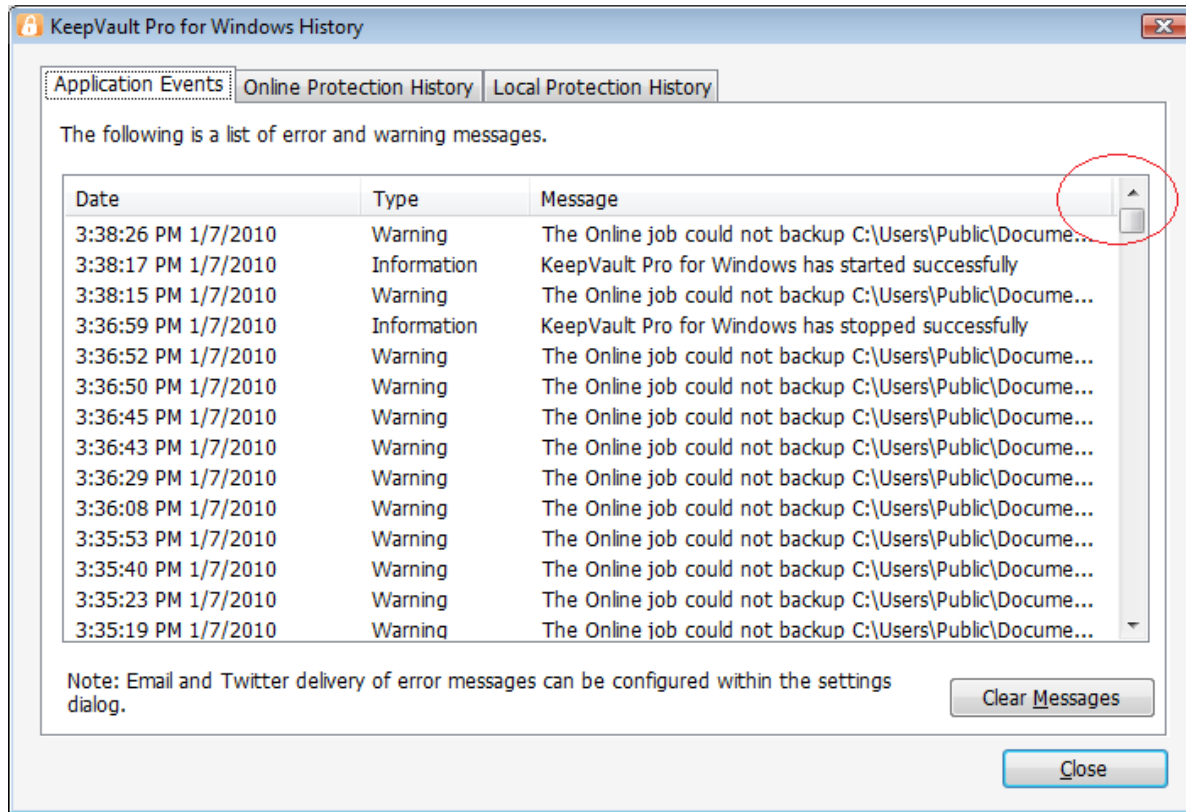 KeepVault Pro for Windows History
Application Events Online Protection History Local Protection History
The following is a list of error and warning messages.
Date Type Message
3:38:26 PM 1/7/2010 Warning The Online job could not backup C:\Users\Public\Docume...
3:38:17 PM 1/7/2010 Information KeepVault Pro for Windows has started successfully
3:38:15 PM 1/7/2010 Warning The Online job could not backup C:\Users\Public\Docume...
3:36:59 PM 1/7/2010 Information KeepVault Pro for Windows has stopped successfully
3:36:52 PM 1/7/2010 Warning The Online job could not backup C:\Users\Public\Docume...
3:36:50 PM 1/7/2010 Warning The Online job could not backup C:\Users\Public\Docume...
3:36:45 PM 1/7/2010 Warning The Online job could not backup C:\Users\Public\Docume...
3:36:43 PM 1/7/2010 Warning The Online job could not backup C:\Users\Public\Docume...
3:36:29 PM 1/7/2010 Warning The Online job could not backup C:\Users\Public\Docume...
3:36:08 PM 1/7/2010 Warning The Online job could not backup C:\Users\Public\Docume...
3:35:53 PM 1/7/2010 Warning The Online job could not backup C:\Users\Public\Docume...
3:35:40 PM 1/7/2010 Warning The Online job could not backup C:\Users\Public\Docume...
3:35:23 PM 1/7/2010 Warning The Online job could not backup C:\Users\Public\Docume...
3:35:19 PM 1/7/2010 Warning The Online job could not backup C:\Users\Public\Docume...
Note: Email and Twitter delivery of error messages can be configured within the settings
dialog.
Clear Messages
Close